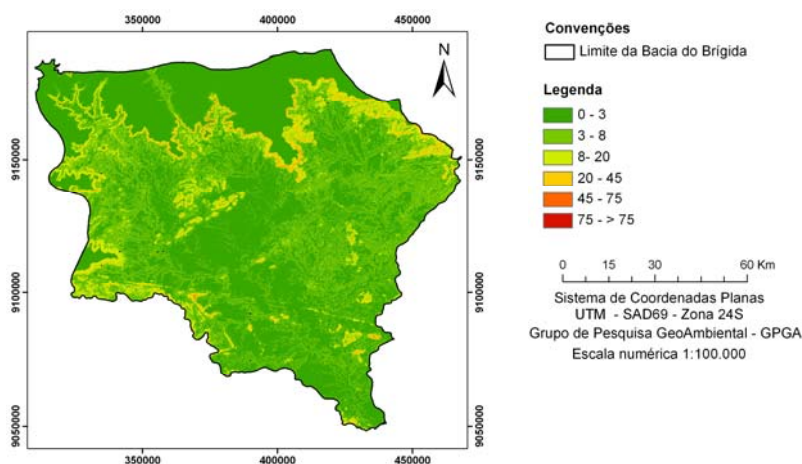 350000 400000 450000
N
9150000
9100000
9050000
9150000
9100000
9050000
350000 400000 450000
Convenções
Limite da Bacia do Brígida
Legenda
0 - 3
3 - 8
8- 20
20 - 45
45 - 75
75 - > 75
0 15 30 60 Km
Sistema de Coordenadas Planas
UTM - SAD69 - Zona 24S
Grupo de Pesquisa GeoAmbiental - GPGA
Escala numérica 1:100.000